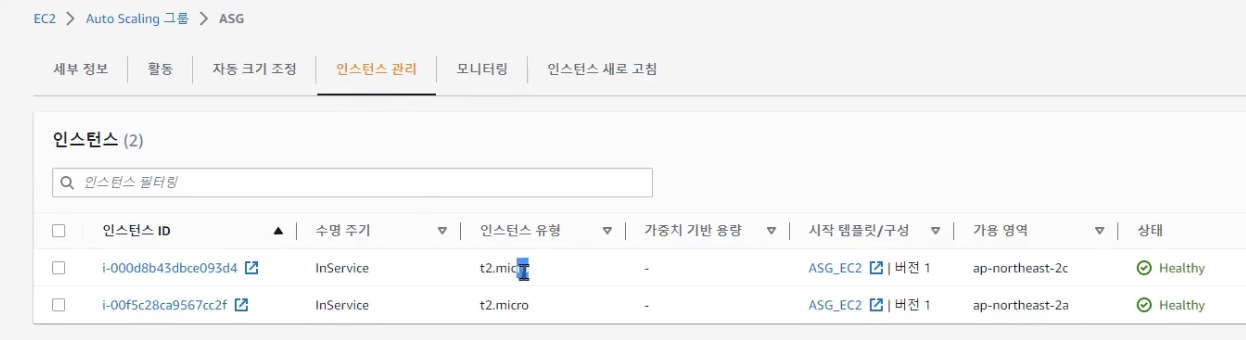 EC2 > Auto Scaling 그룹 > ASG
세부 정보 활동 자동 크기 조정 인스턴스 관리 모니터링 인스턴스 새로 고침
인스턴스 (2)
인스턴스 필터링
인스턴스 ID 수명 주기 인스턴스 유형 가중치 기반 용량 시작 템플릿/구성 가용 영역 상태
i-000d8b43dbce093d4 InService t2.micro - ASG_EC2 | 버전 1 ap-northeast-2c Healthy
i-00f5c28ca9567cc2f InService t2.micro - ASG_EC2 | 버전 1 ap-northeast-2a Healthy